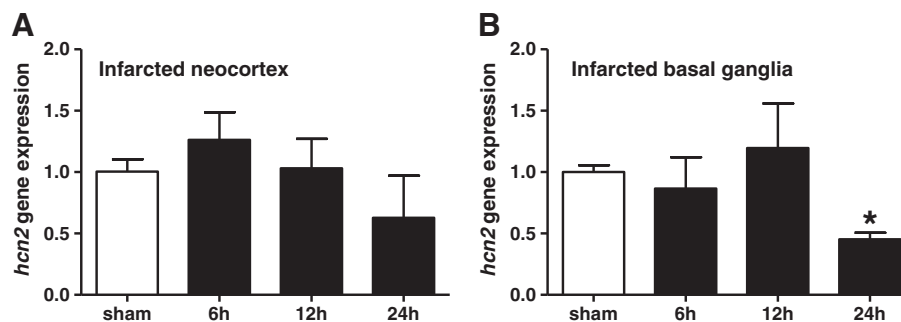 A
Infarcted neocortex
hcn2 gene expression
2.0
1.5
1.0
0.5
0.0
sham 6h 12h 24h
B
Infarcted basal ganglia
hcn2 gene expression
2.0
1.5
1.0
0.5
0.0
*
sham 6h 12h 24h